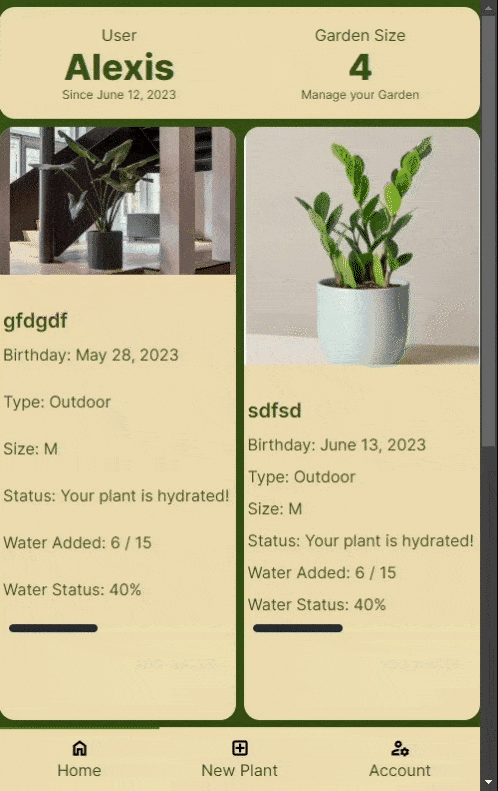 User
Alexis
Since June 12, 2023
Garden Size
4
Manage your Garden
gfdgdf
Birthday: May 28, 2023
Type: Outdoor
Size: M
Status: Your plant is hydrated!
Water Added: 6 / 15
Water Status: 40%
sdfsd
Birthday: June 13, 2023
Type: Outdoor
Size: M
Status: Your plant is hydrated!
Water Added: 6 / 15
Water Status: 40%
Home
New Plant
Account